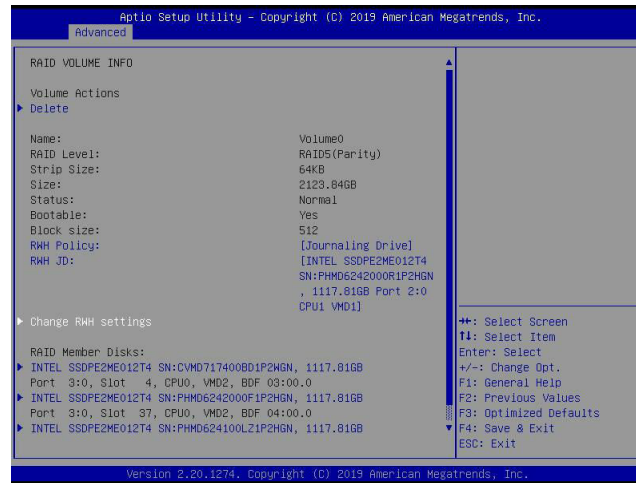 Aptio Setup Utility – Copyright (C) 2019 American Megatrends, Inc.
Advanced
RAID VOLUME INFO
Volume Actions
Delete
Name: Volume0
RAID Level: RAID5(Parity)
Strip Size: 64KB
Size: 2123.84GB
Status: Normal
Bootable: Yes
Block size: 512
RWH Policy: [Journaling Drive]
RWH JD: [INTEL SSDPE2ME012T4
SN:PHMD6242000R1P2HGN
, 1117.81GB Port 2:0
CPU1 VMD1]
Change RWH settings
RAID Member Disks:
INTEL SSDPE2ME012T4 SN:CVMD717400BD1P2WGN, 1117.81GB
Port 3:0, Slot 4, CPU0, VMD2, BDF 03:00.0
INTEL SSDPE2ME012T4 SN:PHMD6242000F1P2HGN, 1117.81GB
Port 3:0, Slot 37, CPU0, VMD2, BDF 04:00.0
INTEL SSDPE2ME012T4 SN:PHMD624100LZ1P2HGN, 1117.81GB
→←: Select Screen
↑↓: Select Item
Enter: Select
+/-: Change Opt.
F1: General Help
F2: Previous Values
F3: Optimized Defaults
F4: Save & Exit
ESC: Exit
Version 2.20.1274. Copyright (C) 2019 American Megatrends, Inc.